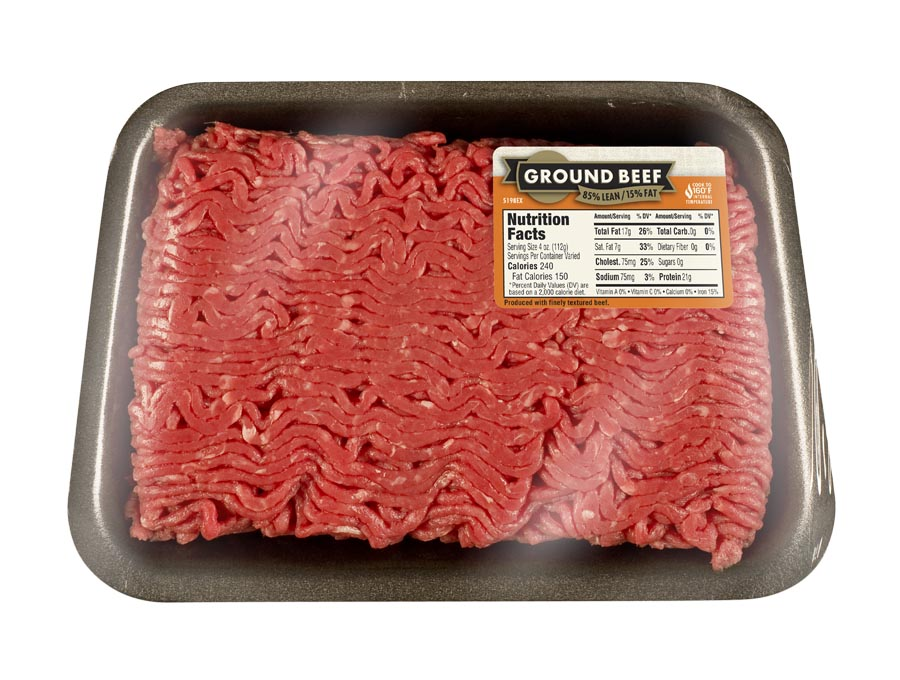 GROUND BEEF
85% LEAN / 15% FAT
COOK TO
160°F
INTERNAL
TEMPERATURE
5198EX
Nutrition
Facts
Serving Size 4 oz. (112g)
Servings Per Container Varied
Calories 240
Fat Calories 150
*Percent Daily Values (DV) are
based on a 2,000 calorie diet.
Amount/Serving % DV* Amount/Serving % DV*
Total Fat 17g 26% Total Carb. 0g 0%
Sat. Fat 7g 33% Dietary Fiber 0g 0%
Cholest. 75mg 25% Sugars 0g
Sodium 75mg 3% Protein 21g
Vitamin A 0% • Vitamin C 0% • Calcium 0% • Iron 15%
Produced with finely textured beef.